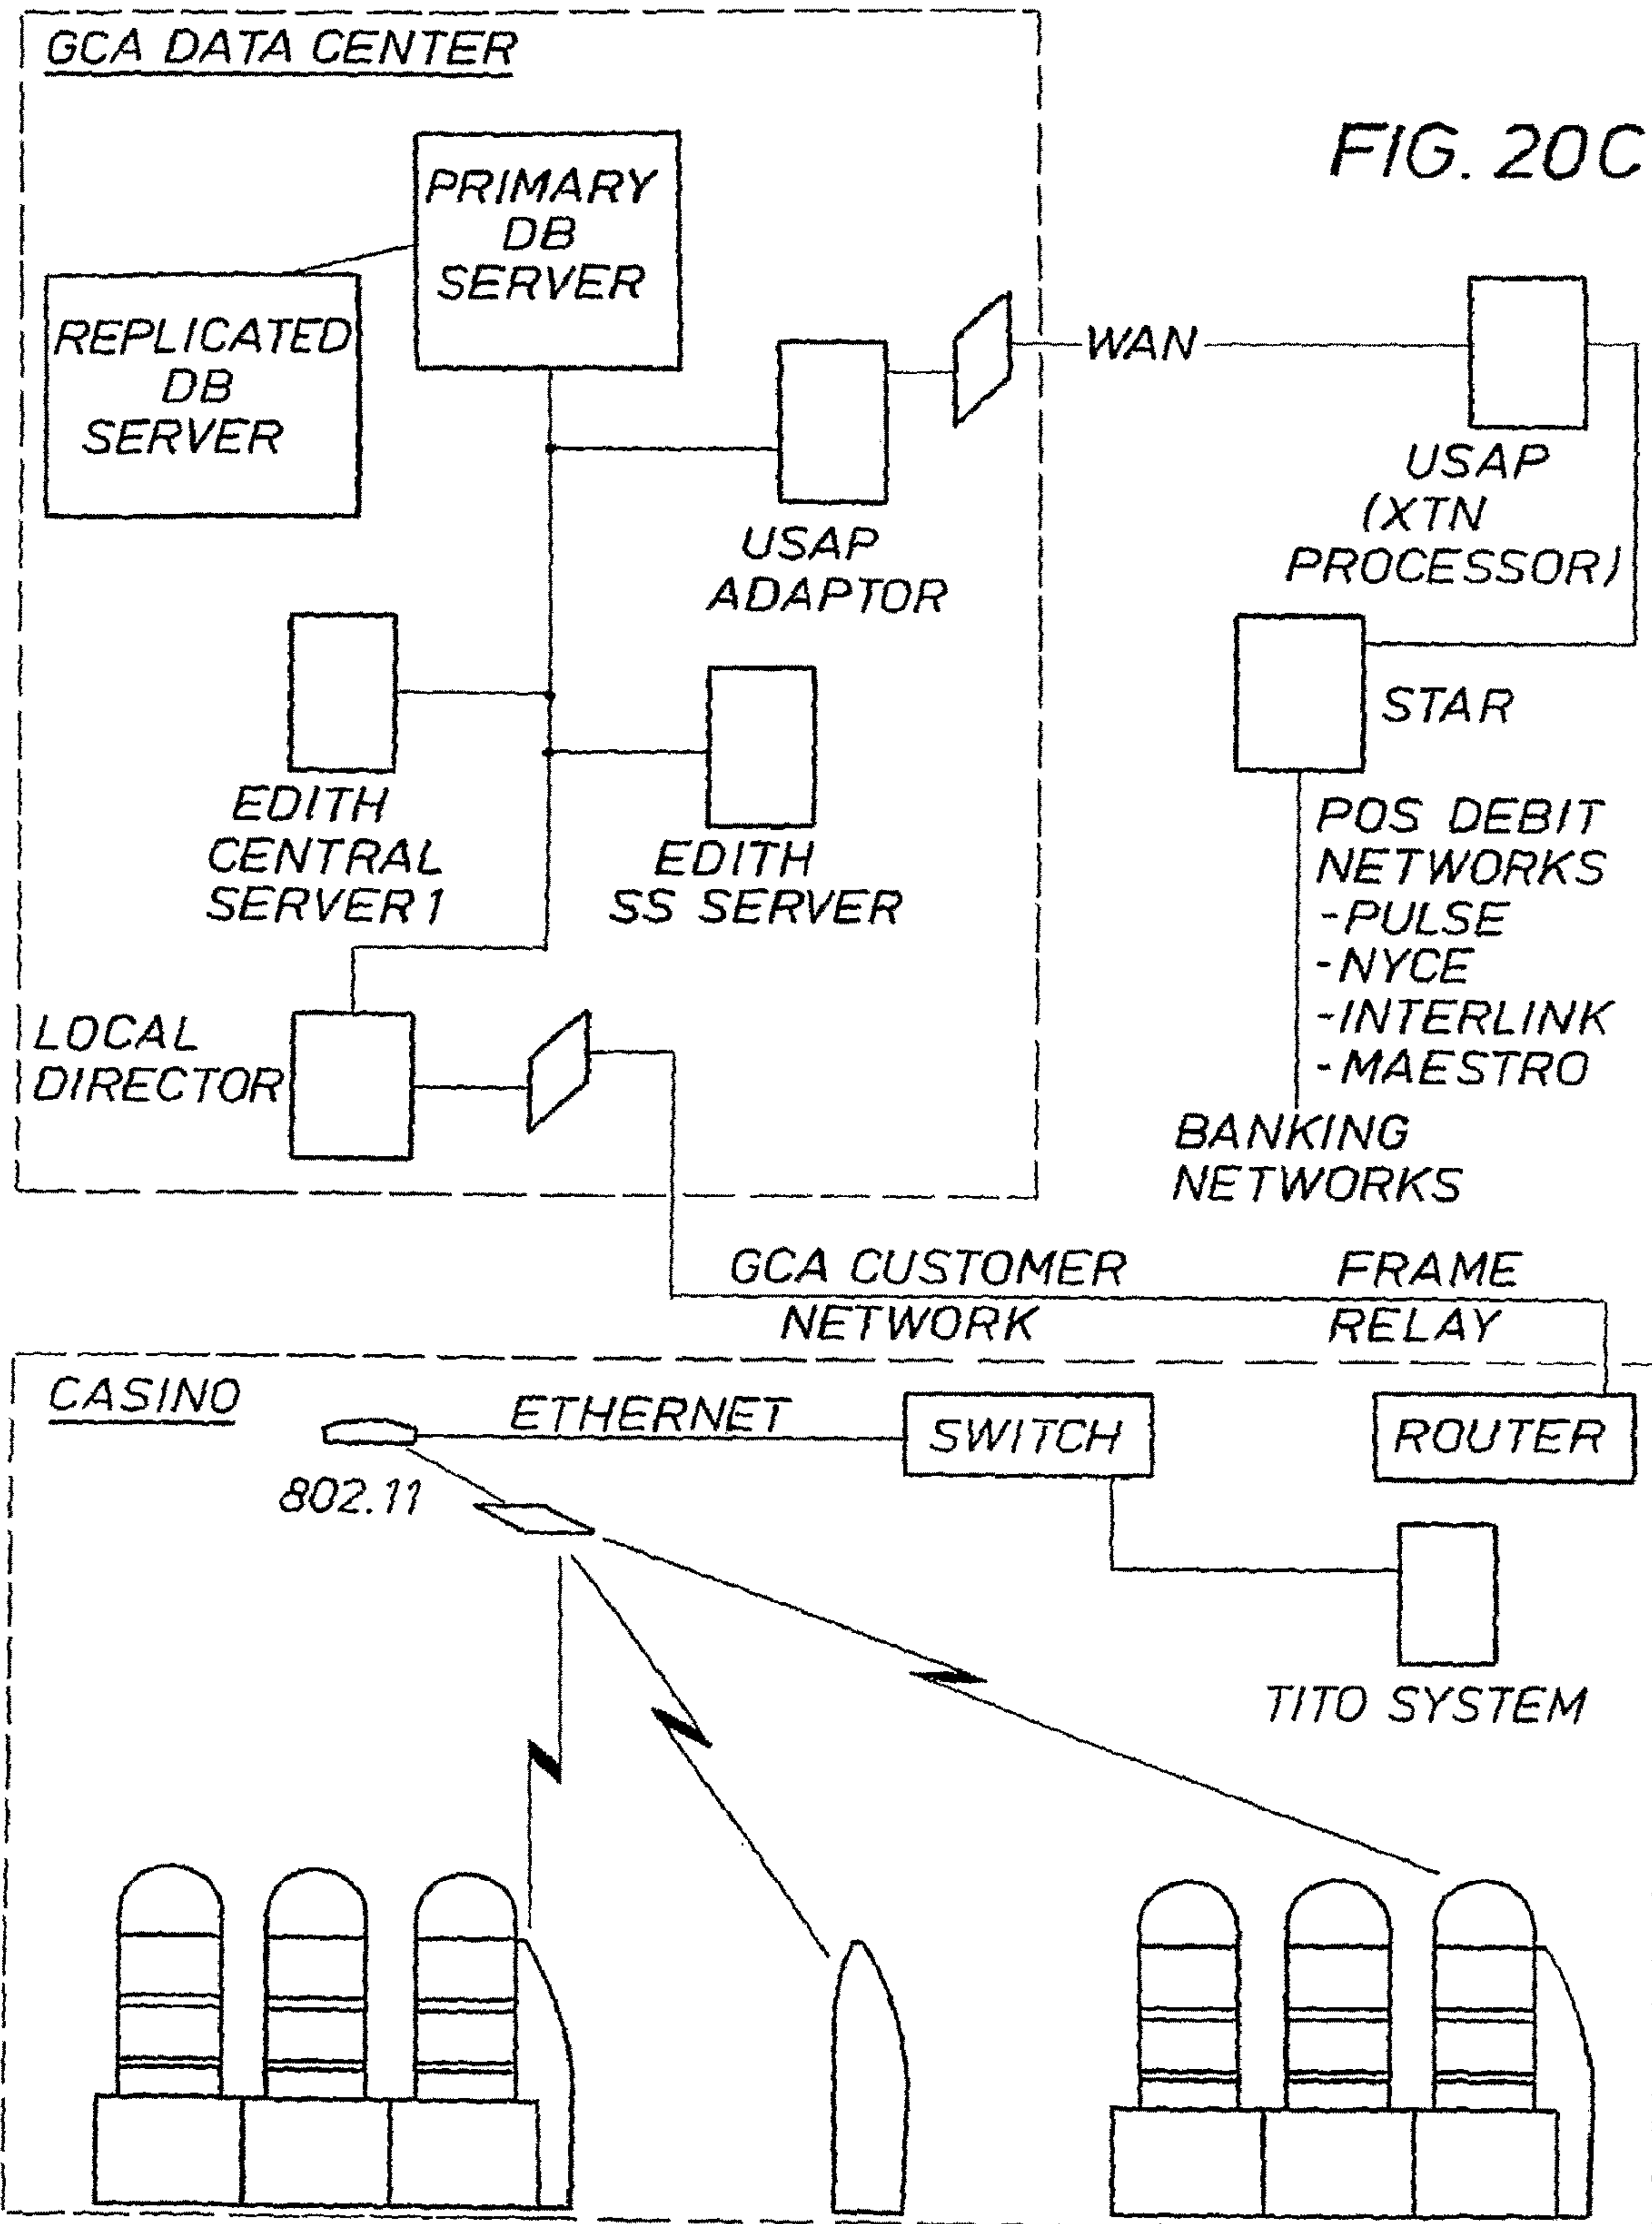 GCA DATA CENTER
FIG. 20C
PRIMARY
DB
SERVER
REPLICATED
DB
SERVER
WAN
USAP
(XTN
PROCESSOR)
USAP
ADAPTOR
STAR
EDITH
CENTRAL
SERVER 1
EDITH
SS SERVER
POS DEBIT
NETWORKS
-PULSE
-NYCE
-INTERLINK
-MAESTRO
LOCAL
DIRECTOR
BANKING
NETWORKS
GCA CUSTOMER
NETWORK
FRAME
RELAY
CASINO
ETHERNET
SWITCH
ROUTER
802.11
TITO SYSTEM